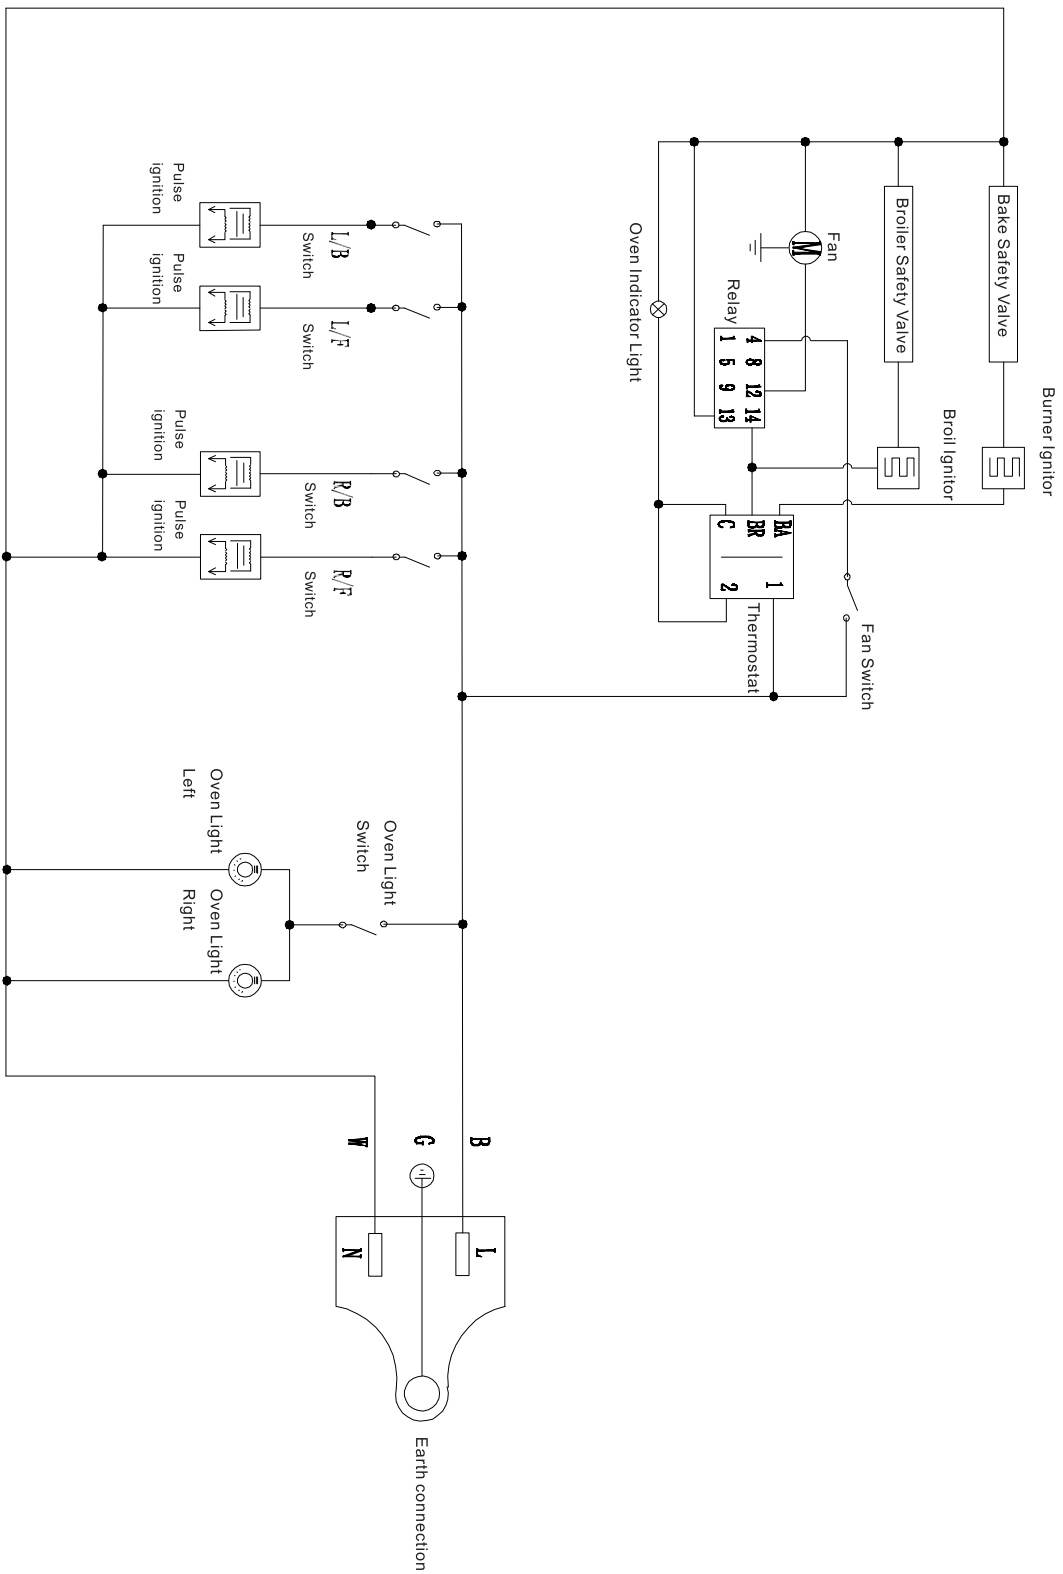 Burner Ignitor
Bake Safety Valve
Broil Ignitor
Broiler Safety Valve
Fan Switch
Fan
M
Relay
4 8 12 14
1 5 9 13
BA
BR
C
1
2
Thermostat
Oven Indicator Light
L/B
Switch
L/F
Switch
R/B
Switch
R/F
Switch
Pulse
ignition
Pulse
ignition
Pulse
ignition
Pulse
ignition
Oven Light
Switch
Oven Light
Left
Oven Light
Right
B
G
W
L
N
Earth connection